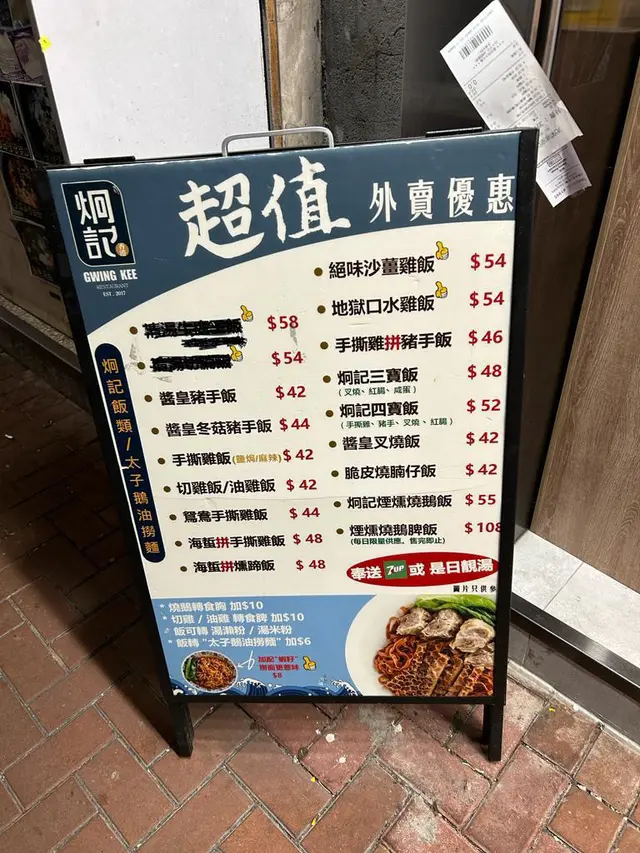 炯記
GWING KEE
RESTAURANT
EST. 2017
超值 外賣優惠
炯記飯類/太子鵝油撈麵
$58
$54
醬皇豬手飯 $42
醬皇冬菇豬手飯 $44
手撕雞飯(鹽焗/麻辣) $42
切雞飯/油雞飯 $42
鴛鴦手撕雞飯 $44
海蜇拼手撕雞飯 $48
海蜇拼燻蹄飯 $48
絕味沙薑雞飯 $54
地獄口水雞飯 $54
手撕雞拼豬手飯 $46
炯記三寶飯 $48
(叉燒、紅腸、咸蛋)
炯記四寶飯 $52
(手撕雞、豬手、叉燒、紅腸)
醬皇叉燒飯 $42
脆皮燒腩仔飯 $42
炯記煙燻燒鵝飯 $55
煙燻燒鵝脾飯 $108
(每日限量供應。售完即止)
奉送 7UP 或 是日靚湯
圖片只供參
* 燒鵝轉食胸 加$10
* 切雞 / 油雞 轉食髀 加$10
* 飯可轉 湯瀨粉 / 湯米粉
* 飯轉 "太子鵝油撈麵" 加$6
加配"蝦籽"
撈麵更惹味
$8